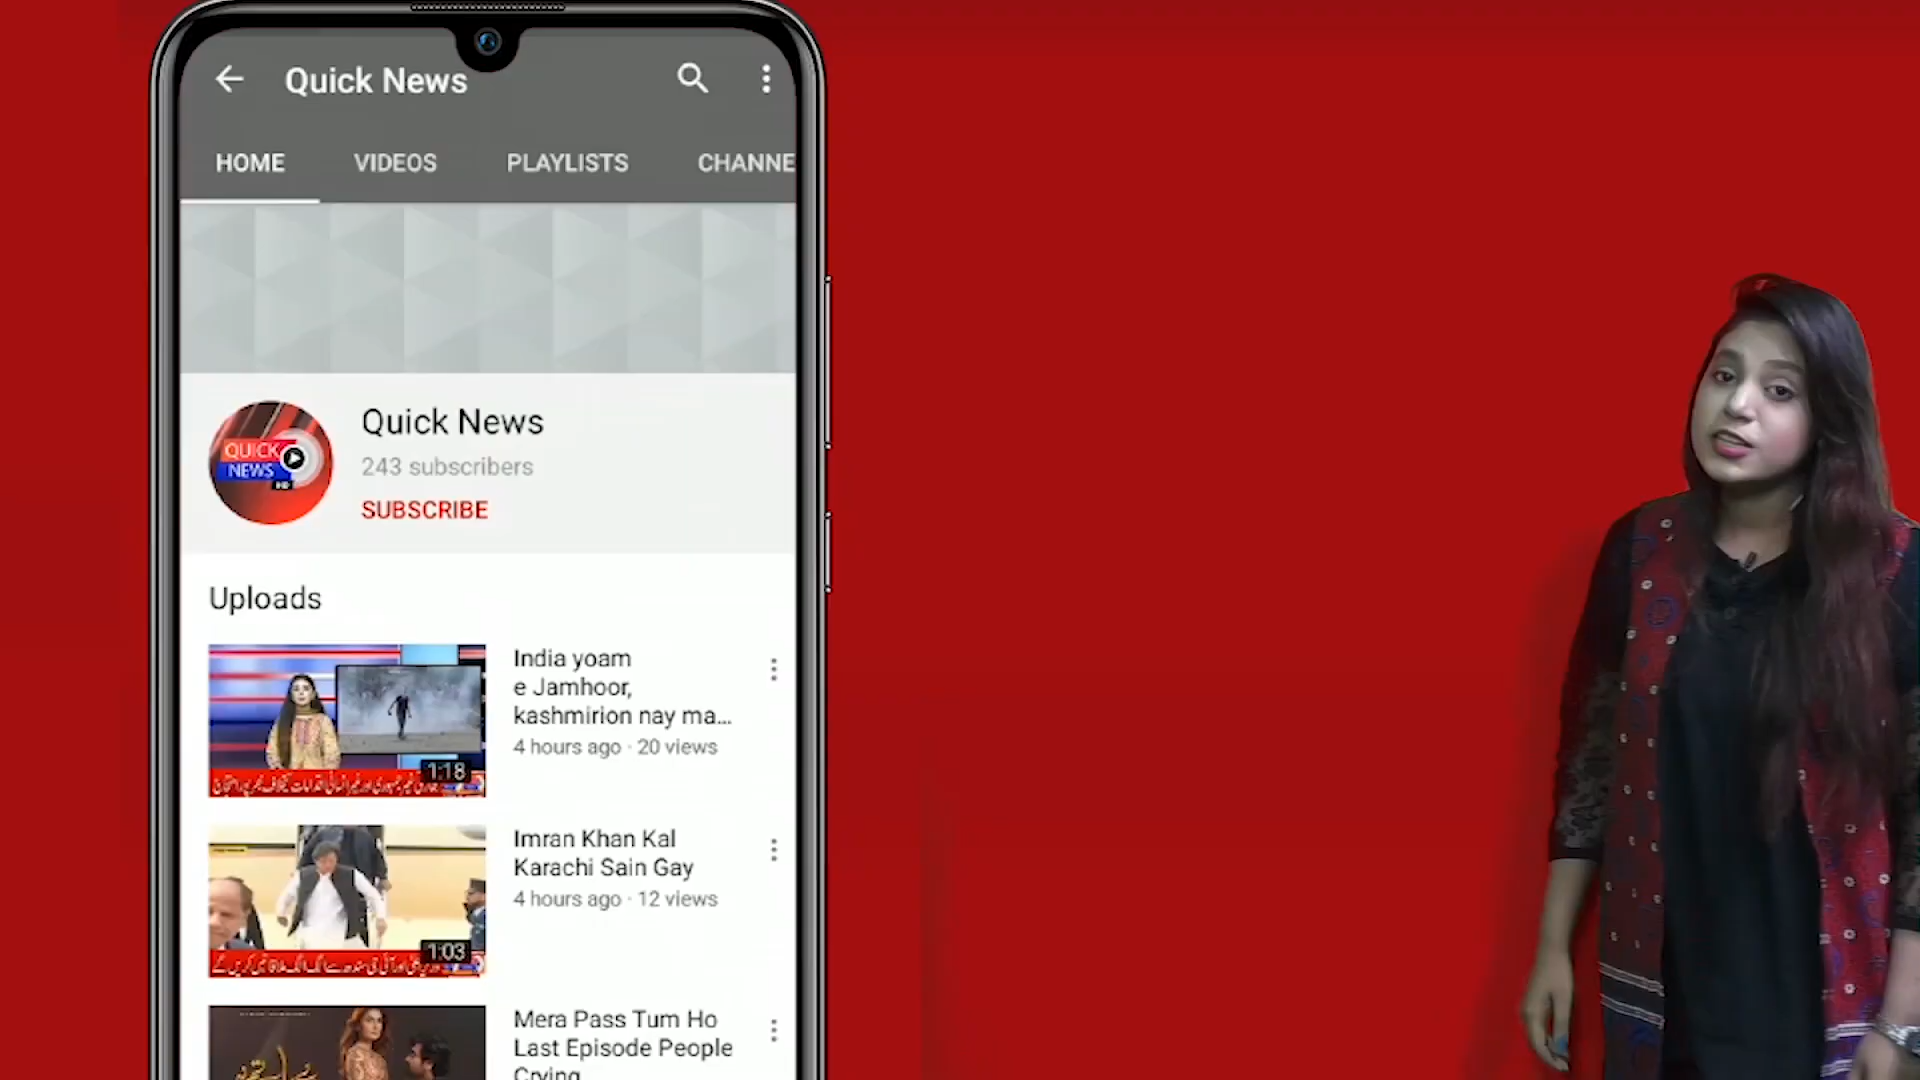 Quick News
HOME VIDEOS PLAYLISTS CHANNE
QUICK
NEWS
HD
Quick News
243 subscribers
SUBSCRIBE
Uploads
India yoam
e Jamhoor,
kashmirion nay ma...
4 hours ago · 20 views
1:18
Imran Khan Kal
Karachi Sain Gay
4 hours ago · 12 views
1:03
Mera Pass Tum Ho
Last Episode People
Crying